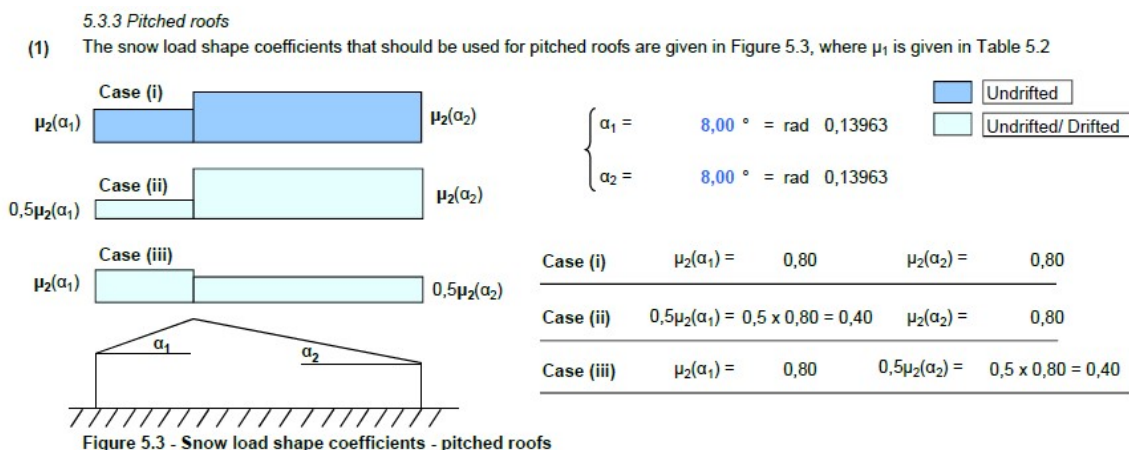 5.3.3 Pitched roofs
(1) The snow load shape coefficients that should be used for pitched roofs are given in Figure 5.3, where µ₁ is given in Table 5.2
Case (i)
µ₂(α₁) µ₂(α₂)
Undrifted
Undrifted/ Drifted
α₁ = 8,00 ° = rad 0,13963
α₂ = 8,00 ° = rad 0,13963
Case (ii)
0,5µ₂(α₁) µ₂(α₂)
Case (iii)
µ₂(α₁) 0,5µ₂(α₂)
α₁ α₂
Case (i) µ₂(α₁) = 0,80 µ₂(α₂) = 0,80
Case (ii) 0,5µ₂(α₁) = 0,5 x 0,80 = 0,40 µ₂(α₂) = 0,80
Case (iii) µ₂(α₁) = 0,80 0,5µ₂(α₂) = 0,5 x 0,80 = 0,40
Figure 5.3 - Snow load shape coefficients - pitched roofs